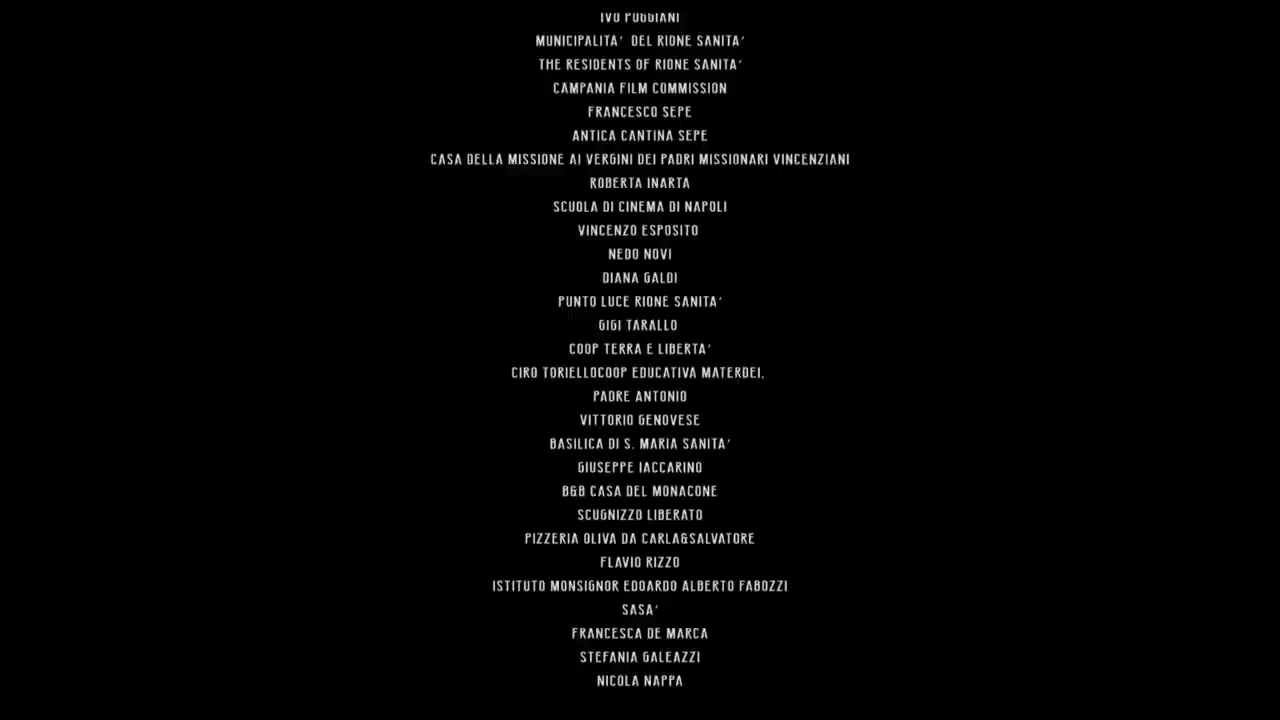 IVO POGGIANI
MUNICIPALITA' DEL RIONE SANITA'
THE RESIDENTS OF RIONE SANITA'
CAMPANIA FILM COMMISSION
FRANCESCO SEPE
ANTICA CANTINA SEPE
CASA DELLA MISSIONE AI VERGINI DEI PADRI MISSIONARI VINCENZIANI
ROBERTA INARTA
SCUOLA DI CINEMA DI NAPOLI
VINCENZO ESPOSITO
NEDO NOVI
DIANA GALDI
PUNTO LUCE RIONE SANITA'
GIGI TARALLO
COOP TERRA E LIBERTA'
CIRO TORIELLOCOOP EDUCATIVA MATERDEI,
PADRE ANTONIO
VITTORIO GENOVESE
BASILICA DI S. MARIA SANITA'
GIUSEPPE IACCARINO
B&B CASA DEL MONACONE
SCUGNIZZO LIBERATO
PIZZERIA OLIVA DA CARLA&SALVATORE
FLAVIO RIZZO
ISTITUTO MONSIGNOR EDOARDO ALBERTO FABOZZI
SASA'
FRANCESCA DE MARCA
STEFANIA GALEAZZI
NICOLA NAPPA